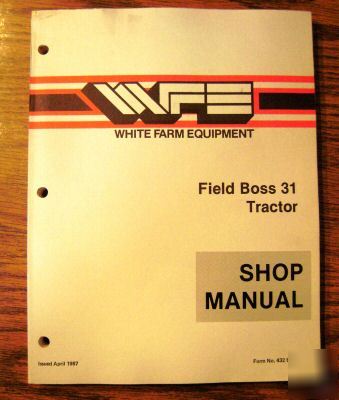 WFE
WHITE FARM EQUIPMENT
Field Boss 31
Tractor
SHOP
MANUAL
Issued April 1987
Form No. 432